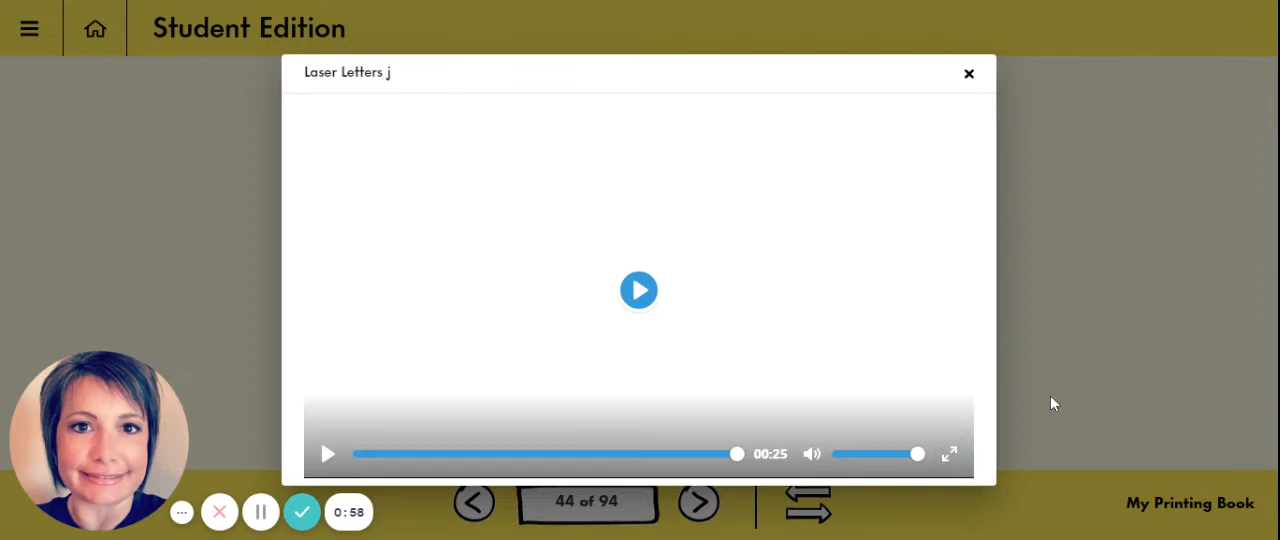 Student Edition
Laser Letters j
00:25
44 of 94
My Printing Book
0:58